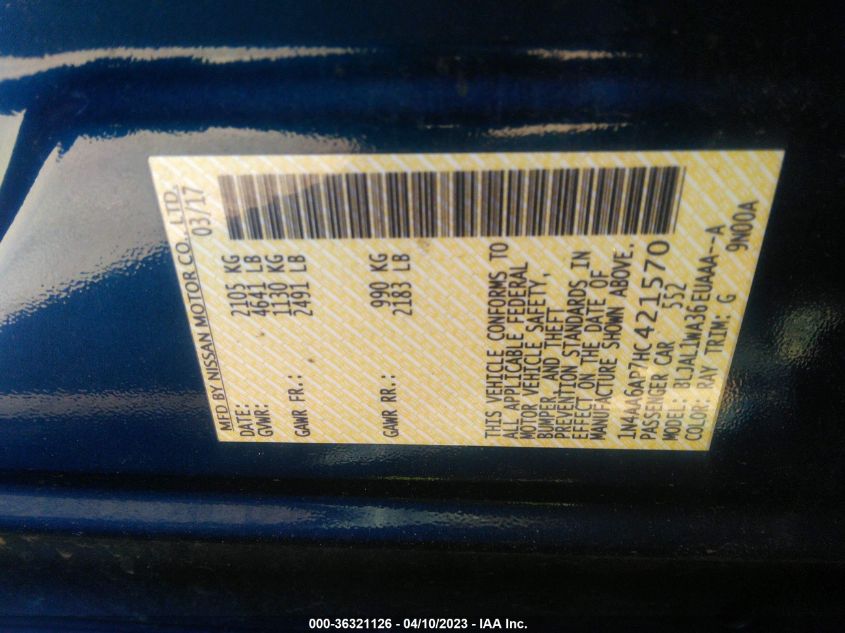 MFD BY NISSAN MOTOR CO., LTD.
DATE: 03/17
GVWR: 2105 KG
4641 LB
GAWR FR.: 1130 KG
2491 LB
GAWR RR.: 990 KG
2183 LB
THIS VEHICLE CONFORMS TO
ALL APPLICABLE FEDERAL
MOTOR VEHICLE SAFETY,
BUMPER, AND THEFT
PREVENTION STANDARDS IN
EFFECT ON THE DATE OF
MANUFACTURE SHOWN ABOVE.
1N4AA6AP7HC421570
PASSENGER CAR 552
MODEL: BLJALIWA36EUAAA--A
COLOR: RAY TRIM: G 9N00A
000-36321126 - 04/10/2023 - IAA Inc.